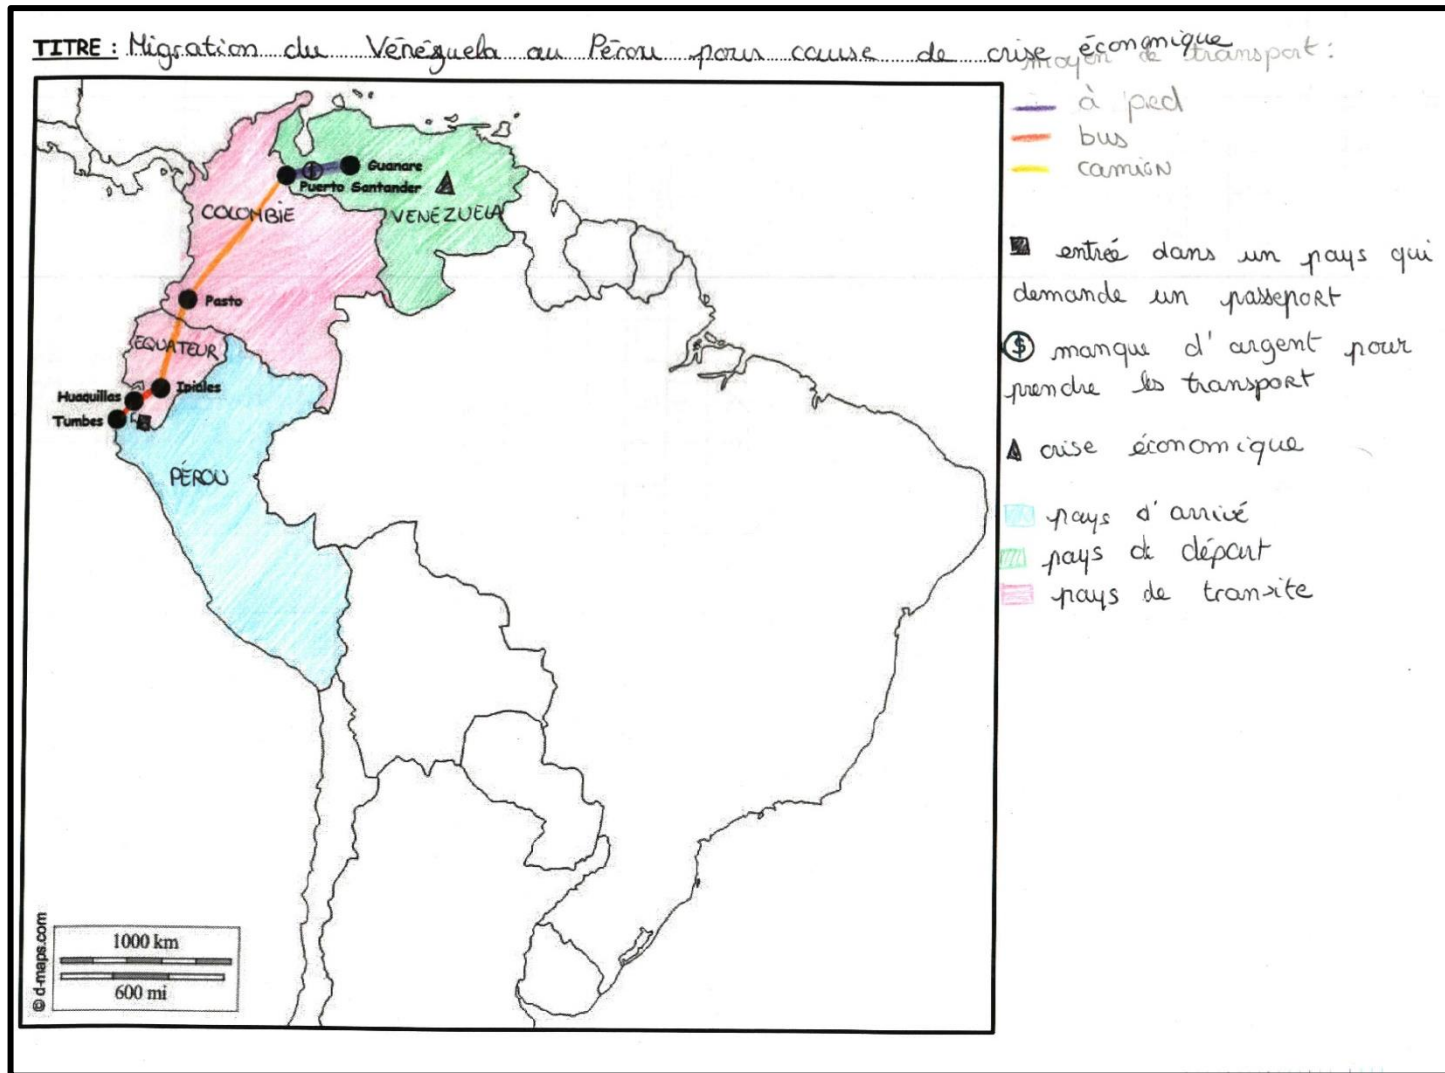 TITRE : Migration du Vénézuela au Pérou pour cause de crise économique
moyen de transport :
à pied
bus
camion
entrée dans un pays qui
demande un passeport
$ manque d'argent pour
prendre les transport
crise économique
pays d'arrivé
pays de départ
pays de transite
Guanare
$
Puerto Santander
COLOMBIE
VENEZUELA
Pasto
EQUATEUR
Ipiales
Huaquillas
Tumbes
PÉROU
1000 km
600 mi
© d-maps.com